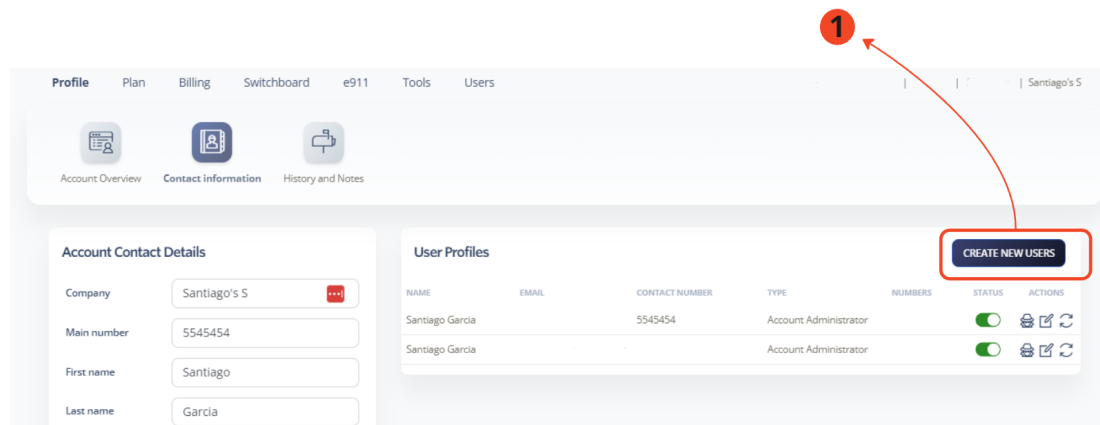 1
Profile Plan Billing Switchboard e911 Tools Users | | | Santiago's S
Account Overview Contact information History and Notes
Account Contact Details
Company Santiago's S
Main number 5545454
First name Santiago
Last name Garcia
User Profiles
CREATE NEW USERS
NAME EMAIL CONTACT NUMBER TYPE NUMBERS STATUS ACTIONS
Santiago Garcia 5545454 Account Administrator
Santiago Garcia Account Administrator